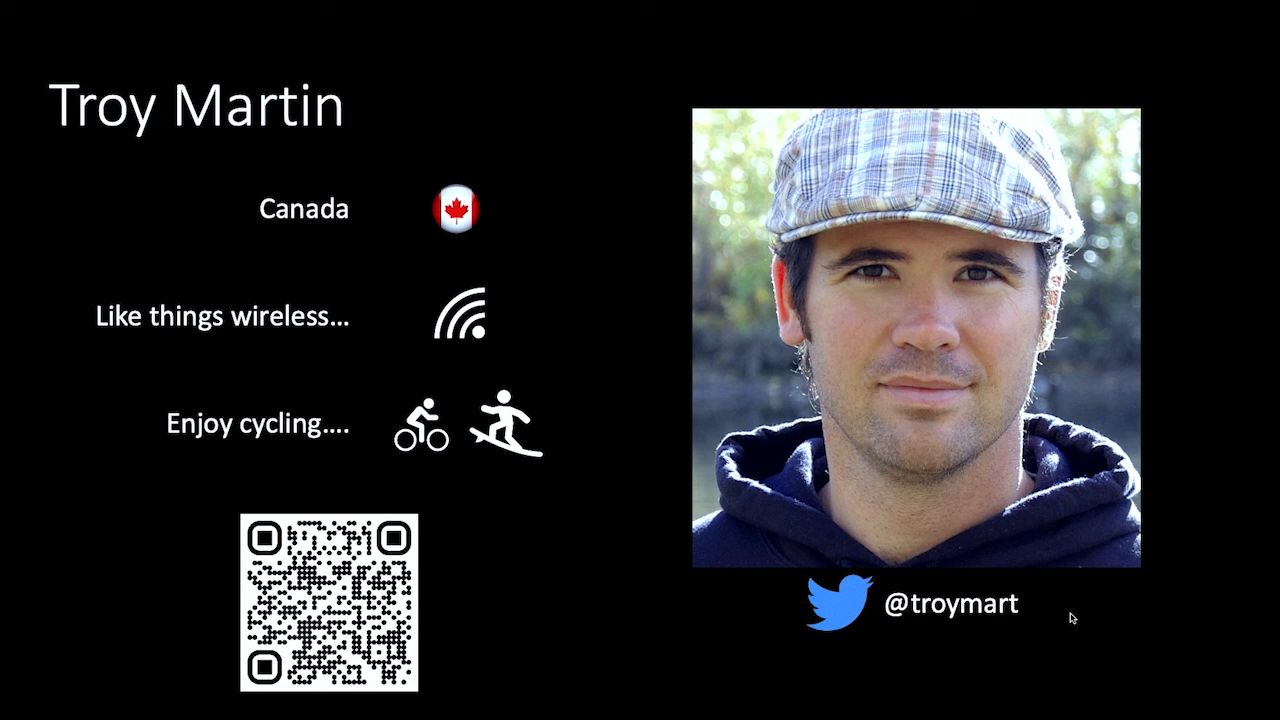 Troy Martin
Canada
Like things wireless...
Enjoy cycling....
@troymart